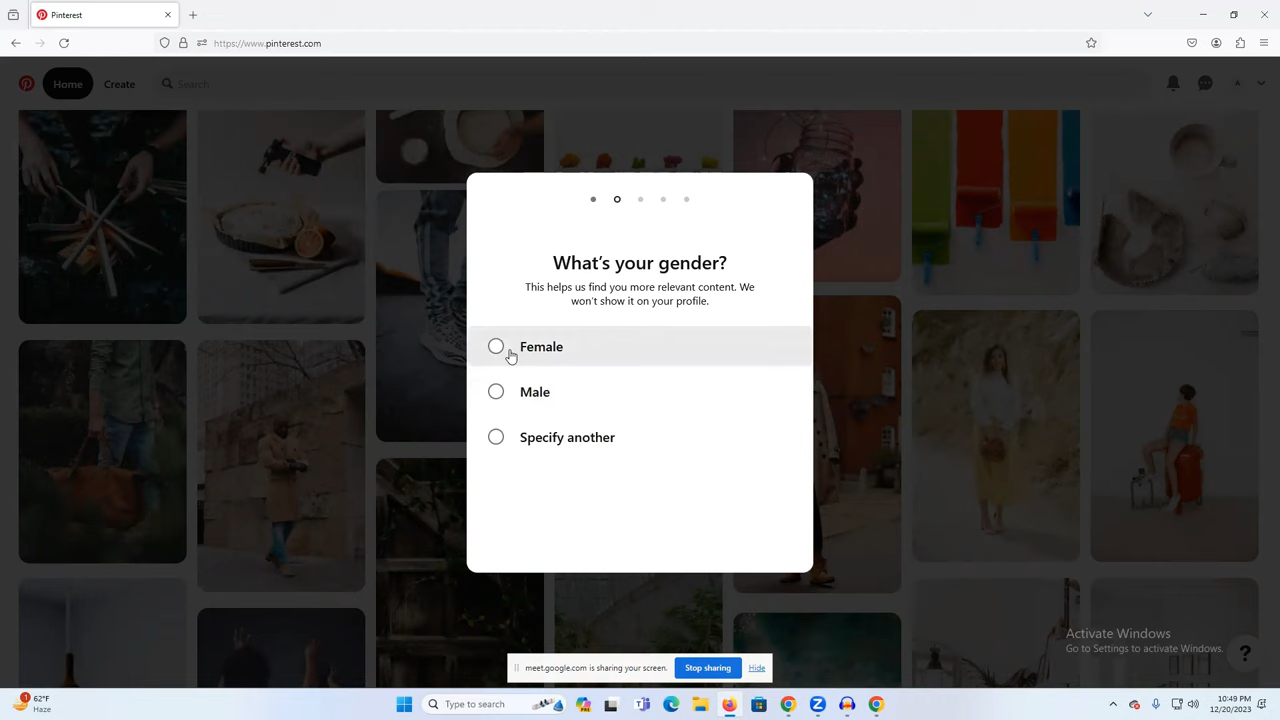 Pinterest
https://www.pinterest.com
Home
Create
Search
What's your gender?
This helps us find you more relevant content. We
won't show it on your profile.
Female
Male
Specify another
Activate Windows
Go to Settings to activate Windows.
?
meet.google.com is sharing your screen.
Stop sharing
Hide
1
62°F
Haze
Type to search
10:49 PM
12/20/2023